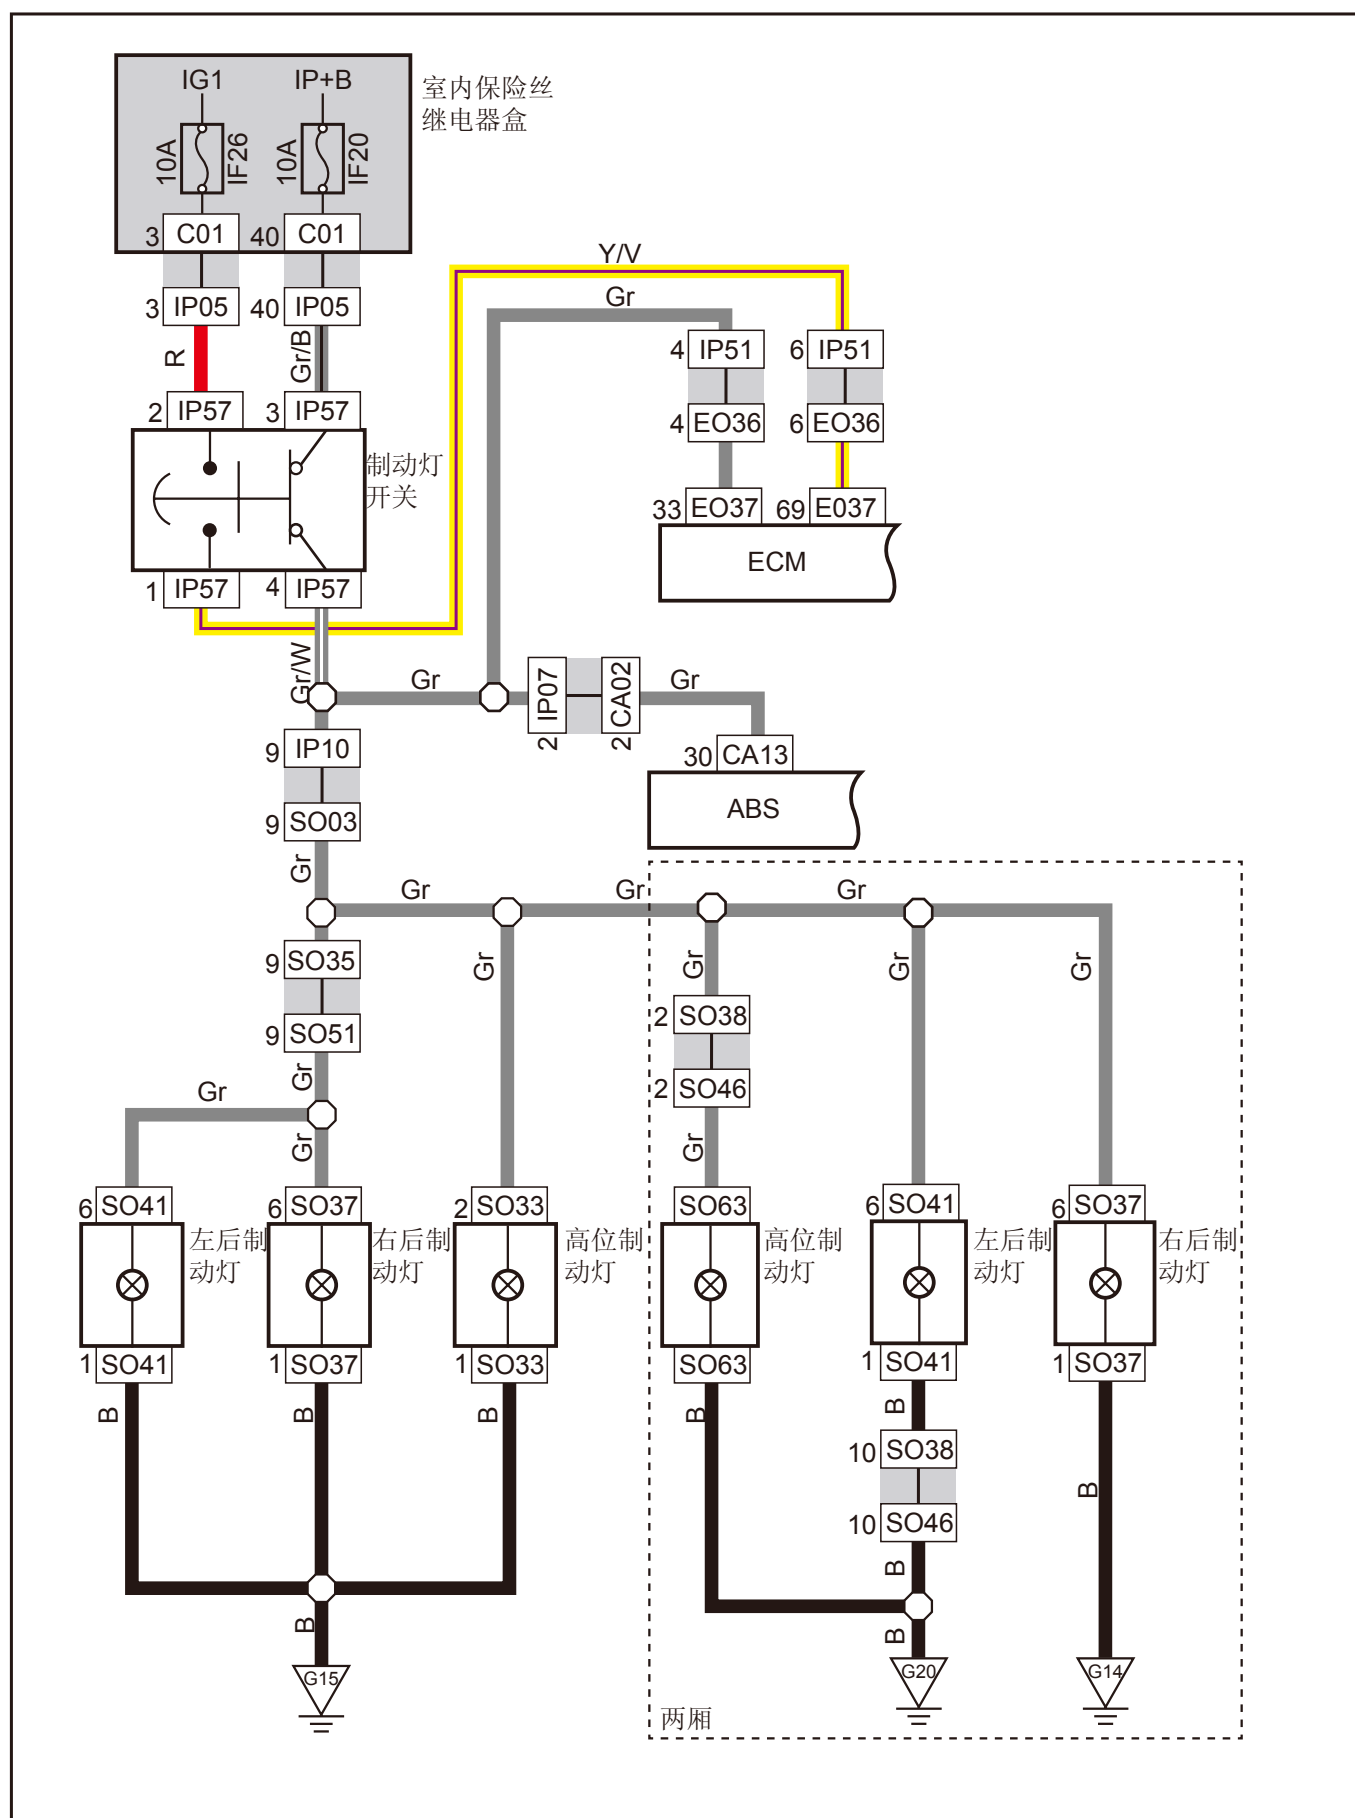 IG1 IP+B
室内保险丝
继电器盒
10A IF26 10A IF20
3 C01 40 C01
Y/V
Gr
3 IP05 40 IP05
R Gr/B
4 IP51 6 IP51
2 IP57 3 IP57
4 EO36 6 EO36
制动灯
开关
33 EO37 69 E037
ECM
1 IP57 4 IP57
Gr/W
Gr
2 IP07 2 CA02
Gr
9 IP10
30 CA13
ABS
9 SO03
Gr
Gr Gr Gr
9 SO35
Gr Gr Gr Gr
2 SO38
9 SO51
Gr
2 SO46
Gr
Gr Gr
6 SO41 6 SO37 2 SO33 SO63 6 SO41 6 SO37
左后制
动灯
右后制
动灯
高位制
动灯
高位制
动灯
左后制
动灯
右后制
动灯
1 SO41 1 SO37 1 SO33 SO63 1 SO41 1 SO37
B B B B B
10 SO38
B
10 SO46
B
B B
G15 G20 G14
两厢